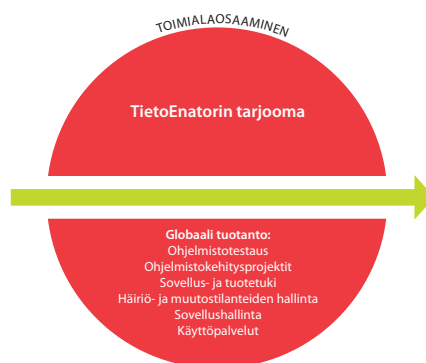 TOIMIALAOSAAMINEN
TietoEnatorin tarjooma
Globaali tuotanto:
Ohjelmistotestaus
Ohjelmistokehitysprojektit
Sovellus- ja tuotetuki
Häiriö- ja muutostilanteiden hallinta
Sovellushallinta
Käyttöpalvelut